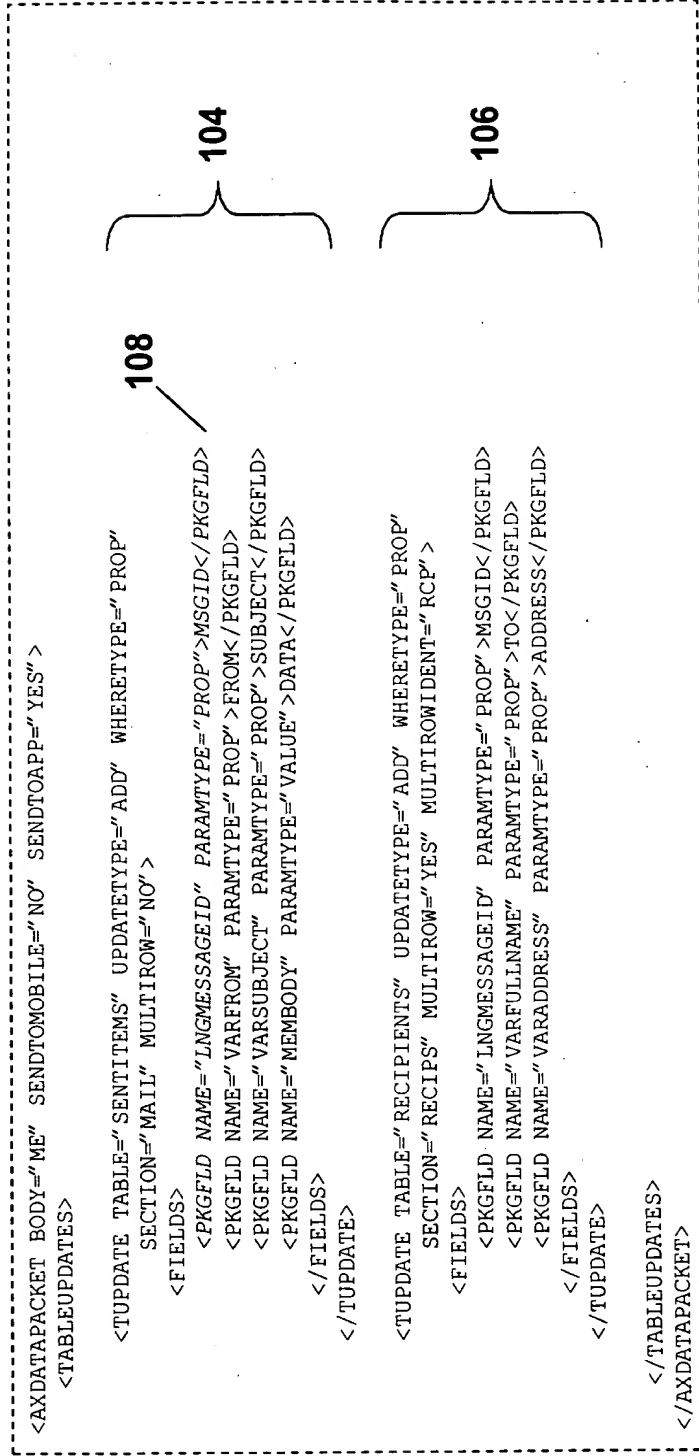 <AXDATAPACKET BODY="ME" SENDTOMOBILE="NO" SENDTOAPP="YES">
<TABLEUPDATES>
<TUPDATE TABLE="SENTITEMS" UPDATETYPE="ADD" WHERETYPE="PROP"
SECTION="MAIL" MULTIROW="NO">
<FIELDS>
108
<PKGFLD NAME="LNGMESSAGEID" PARAMTYPE="PROP">MSGID</PKGFLD>
<PKGFLD NAME="VARFROM" PARAMTYPE="PROP">FROM</PKGFLD>
<PKGFLD NAME="VARSUBJECT" PARAMTYPE="PROP">SUBJECT</PKGFLD>
<PKGFLD NAME="MEMBODY" PARAMTYPE="VALUE">DATA</PKGFLD>
</FIELDS>
</TUPDATE>
104
<TUPDATE TABLE="RECIPIENTS" UPDATETYPE="ADD" WHERETYPE="PROP
SECTION="RECIPS" MULTIROW="YES" MULTIROWIDENT="RCP">
<FIELDS>
<PKGFLD NAME="LNGMESSAGEID" PARAMTYPE="PROP">MSGID</PKGFLD>
<PKGFLD NAME="VARFULLNAME" PARAMTYPE="PROP">TO</PKGFLD>
<PKGFLD NAME="VARADDRESS" PARAMTYPE="PROP">ADDRESS</PKGFLD>
</FIELDS>
</TUPDATE>
106
</TABLEUPDATES>
</AXDATAPACKET>